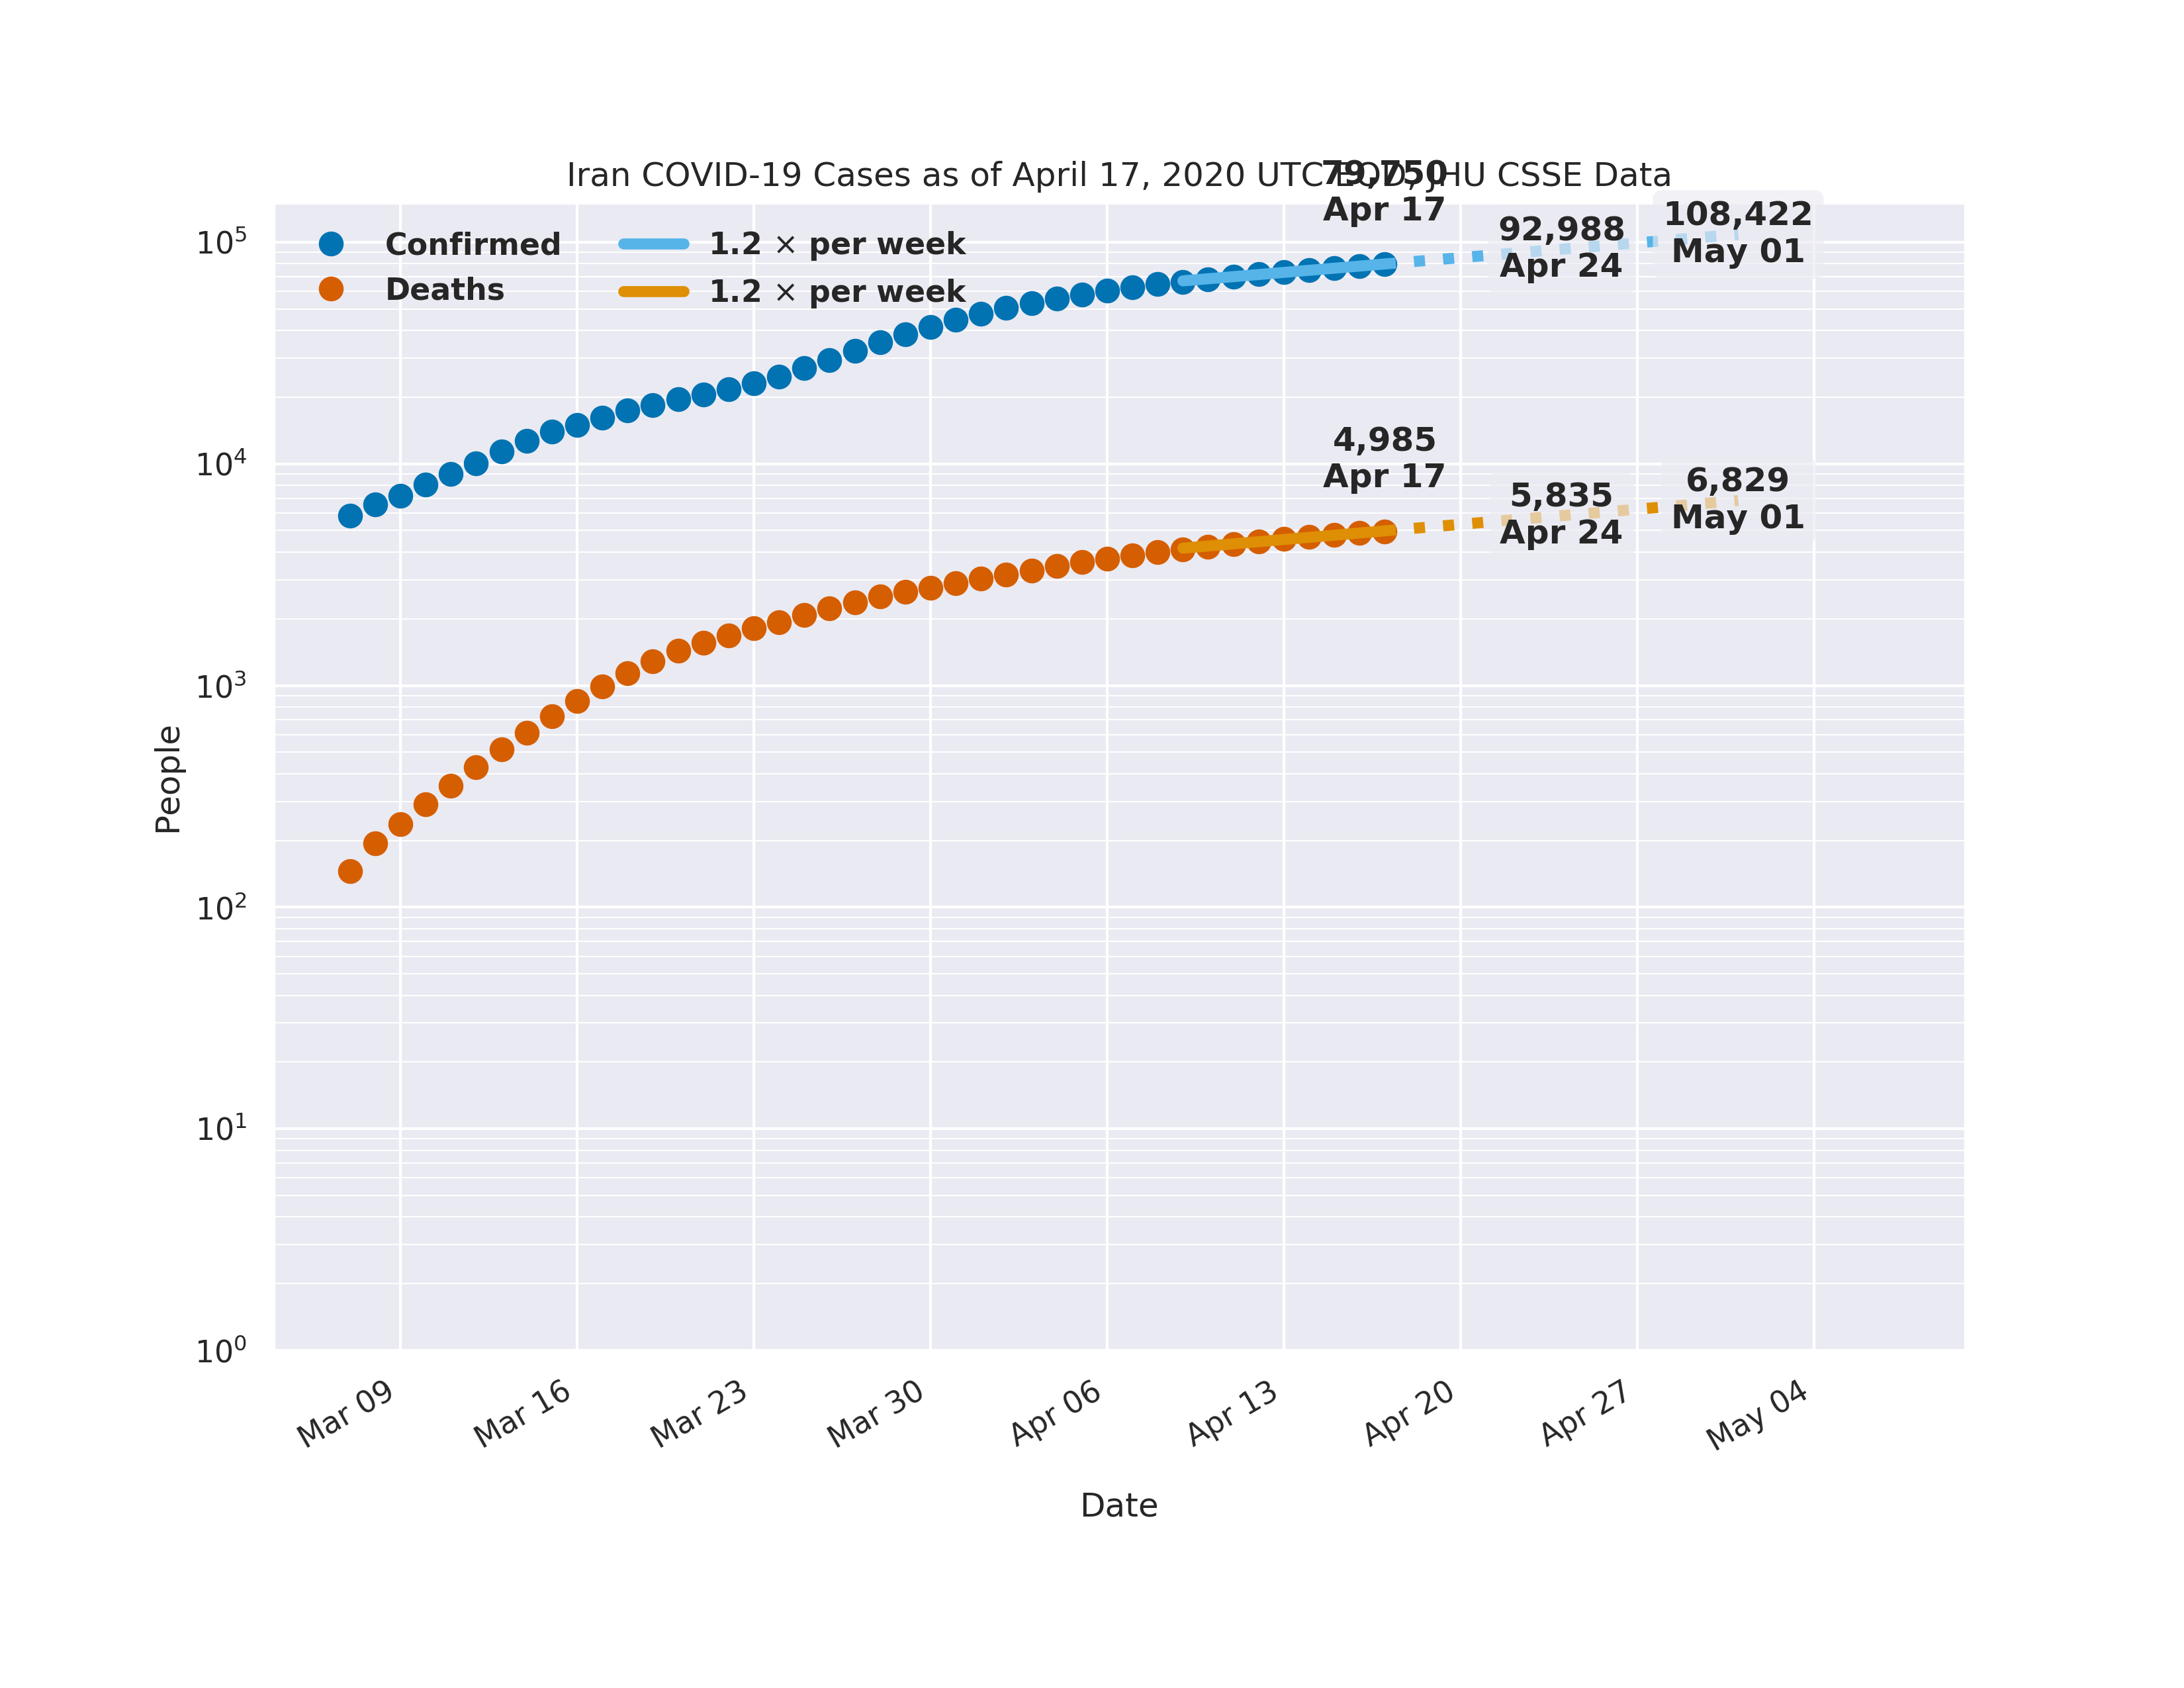 Iran COVID-19 Cases as of April 17, 2020 UTC EOD, JHU CSSE Data
79,750
Apr 17
92,988
Apr 24
108,422
May 01
Confirmed
Deaths
1.2 × per week
1.2 × per week
4,985
Apr 17
5,835
Apr 24
6,829
May 01
People
10⁵
10⁴
10³
10²
10¹
10⁰
Mar 09
Mar 16
Mar 23
Mar 30
Apr 06
Apr 13
Apr 20
Apr 27
May 04
Date